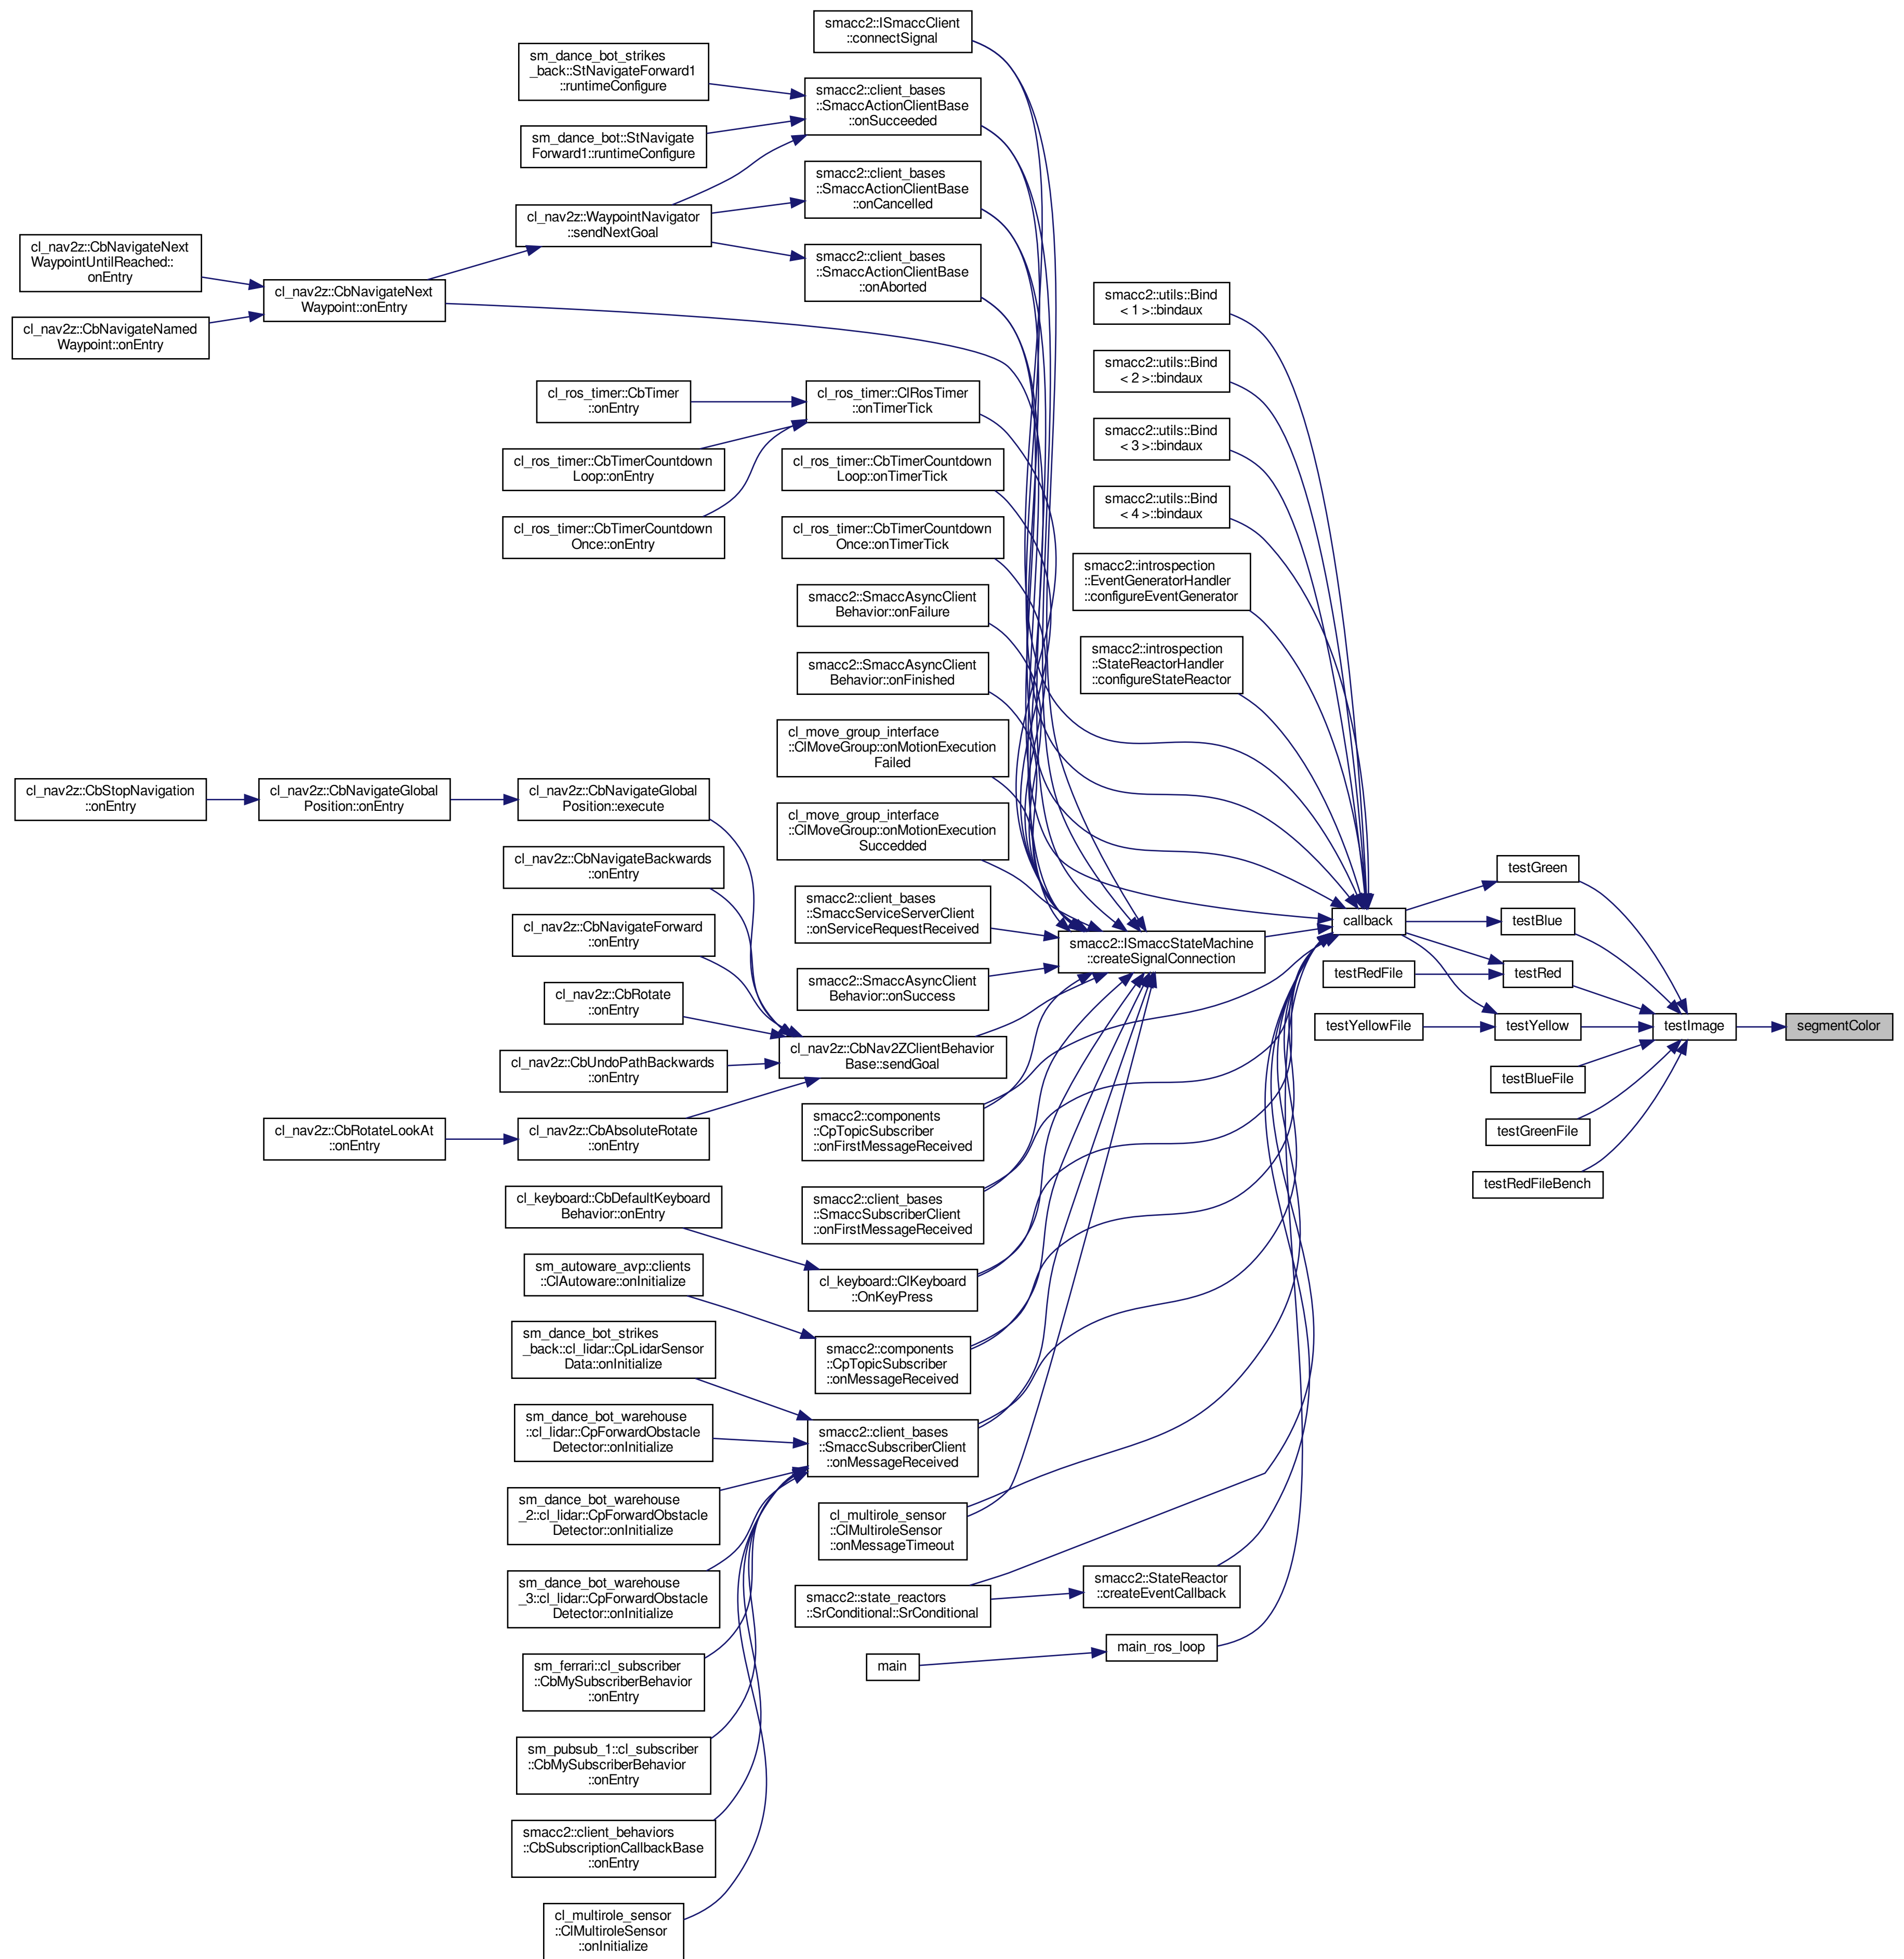 smacc2::ISmaccClient
::connectSignal
sm_dance_bot_strikes
_back::StNavigateForward1
::runtimeConfigure
smacc2::client_bases
::SmaccActionClientBase
::onSucceeded
sm_dance_bot::StNavigate
Forward1::runtimeConfigure
smacc2::client_bases
::SmaccActionClientBase
::onCancelled
cl_nav2z::WaypointNavigator
::sendNextGoal
cl_nav2z::CbNavigateNext
WaypointUntilReached::
onEntry
smacc2::client_bases
::SmaccActionClientBase
::onAborted
cl_nav2z::CbNavigateNext
Waypoint::onEntry
cl_nav2z::CbNavigateNamed
Waypoint::onEntry
smacc2::utils::Bind
< 1 >::bindaux
smacc2::utils::Bind
< 2 >::bindaux
cl_ros_timer::CbTimer
::onEntry
cl_ros_timer::ClRosTimer
::onTimerTick
smacc2::utils::Bind
< 3 >::bindaux
cl_ros_timer::CbTimerCountdown
Loop::onEntry
cl_ros_timer::CbTimerCountdown
Loop::onTimerTick
smacc2::utils::Bind
< 4 >::bindaux
cl_ros_timer::CbTimerCountdown
Once::onEntry
cl_ros_timer::CbTimerCountdown
Once::onTimerTick
smacc2::introspection
::EventGeneratorHandler
::configureEventGenerator
smacc2::SmaccAsyncClient
Behavior::onFailure
smacc2::introspection
::StateReactorHandler
::configureStateReactor
smacc2::SmaccAsyncClient
Behavior::onFinished
cl_move_group_interface
::ClMoveGroup::onMotionExecution
Failed
cl_nav2z::CbStopNavigation
::onEntry
cl_nav2z::CbNavigateGlobal
Position::onEntry
cl_nav2z::CbNavigateGlobal
Position::execute
cl_move_group_interface
::ClMoveGroup::onMotionExecution
Succedded
cl_nav2z::CbNavigateBackwards
::onEntry
testGreen
smacc2::client_bases
::SmaccServiceServerClient
::onServiceRequestReceived
callback
testBlue
cl_nav2z::CbNavigateForward
::onEntry
smacc2::ISmaccStateMachine
::createSignalConnection
testRedFile
testRed
smacc2::SmaccAsyncClient
Behavior::onSuccess
cl_nav2z::CbRotate
::onEntry
testYellowFile
testYellow
testImage
segmentColor
cl_nav2z::CbNav2ZClientBehavior
Base::sendGoal
cl_nav2z::CbUndoPathBackwards
::onEntry
testBlueFile
smacc2::components
::CpTopicSubscriber
::onFirstMessageReceived
cl_nav2z::CbRotateLookAt
::onEntry
cl_nav2z::CbAbsoluteRotate
::onEntry
testGreenFile
testRedFileBench
cl_keyboard::CbDefaultKeyboard
Behavior::onEntry
smacc2::client_bases
::SmaccSubscriberClient
::onFirstMessageReceived
sm_autoware_avp::clients
::ClAutoware::onInitialize
cl_keyboard::ClKeyboard
::OnKeyPress
sm_dance_bot_strikes
_back::cl_lidar::CpLidarSensor
Data::onInitialize
smacc2::components
::CpTopicSubscriber
::onMessageReceived
sm_dance_bot_warehouse
::cl_lidar::CpForwardObstacle
Detector::onInitialize
smacc2::client_bases
::SmaccSubscriberClient
::onMessageReceived
sm_dance_bot_warehouse
_2::cl_lidar::CpForwardObstacle
Detector::onInitialize
cl_multirole_sensor
::ClMultiroleSensor
::onMessageTimeout
sm_dance_bot_warehouse
_3::cl_lidar::CpForwardObstacle
Detector::onInitialize
smacc2::state_reactors
::SrConditional::SrConditional
smacc2::StateReactor
::createEventCallback
main_ros_loop
main
sm_ferrari::cl_subscriber
::CbMySubscriberBehavior
::onEntry
sm_pubsub_1::cl_subscriber
::CbMySubscriberBehavior
::onEntry
smacc2::client_behaviors
::CbSubscriptionCallbackBase
::onEntry
cl_multirole_sensor
::ClMultiroleSensor
::onInitialize